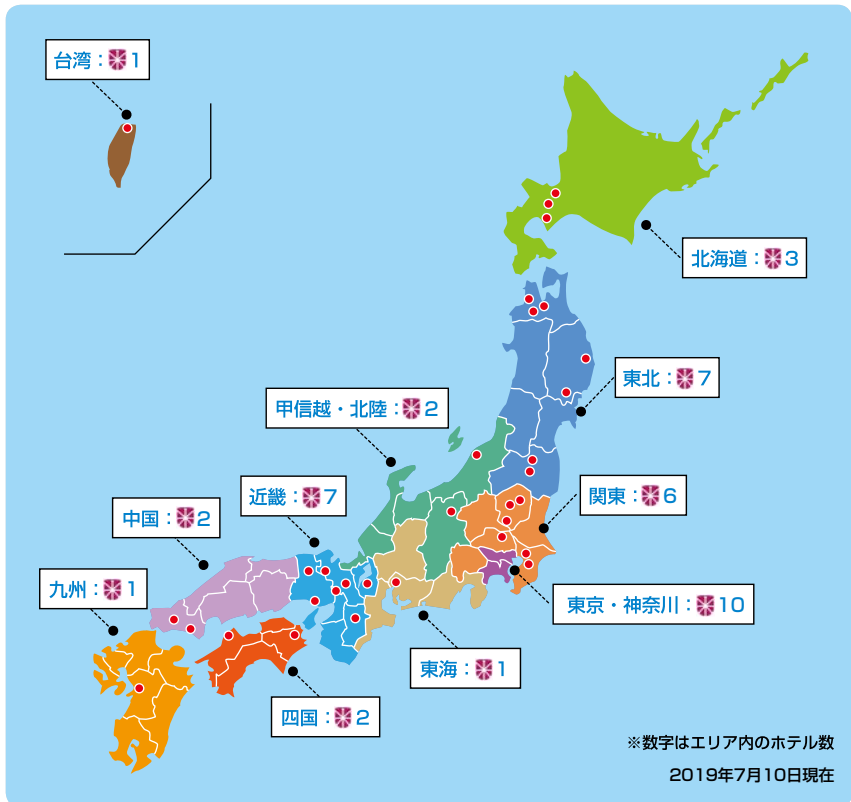 台湾：1
北海道：3
東北：7
甲信越・北陸：2
近畿：7
関東：6
中国：2
九州：1
東京・神奈川：10
東海：1
四国：2
※数字はエリア内のホテル数
2019年7月10日現在